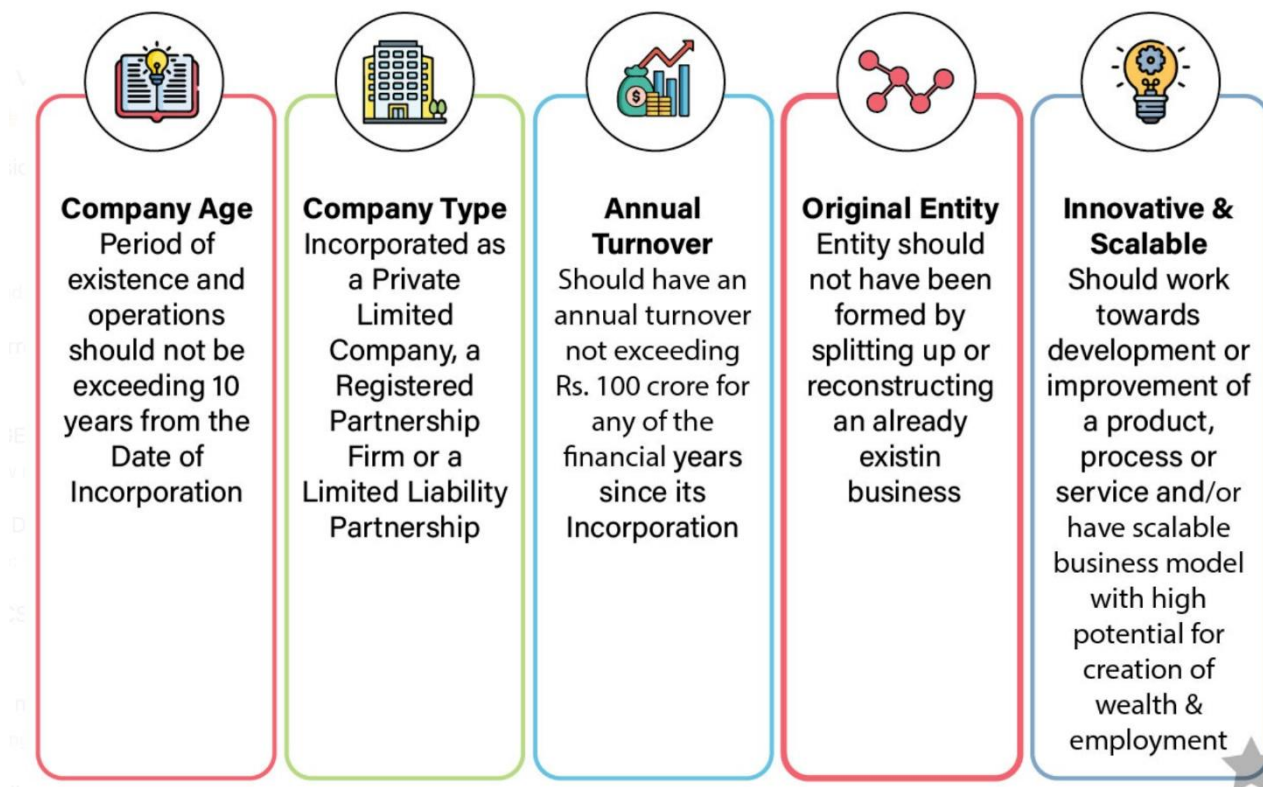 Company Age
Period of
existence and
operations
should not be
exceeding 10
years from the
Date of
Incorporation
Company Type
Incorporated as
a Private
Limited
Company, a
Registered
Partnership
Firm or a
Limited Liability
Partnership
Annual
Turnover
Should have an
annual turnover
not exceeding
Rs. 100 crore for
any of the
financial years
since its
Incorporation
Original Entity
Entity should
not have been
formed by
splitting up or
reconstructing
an already
existin
business
Innovative &
Scalable
Should work
towards
development or
improvement of
a product,
process or
service and/or
have scalable
business model
with high
potential for
creation of
wealth &
employment